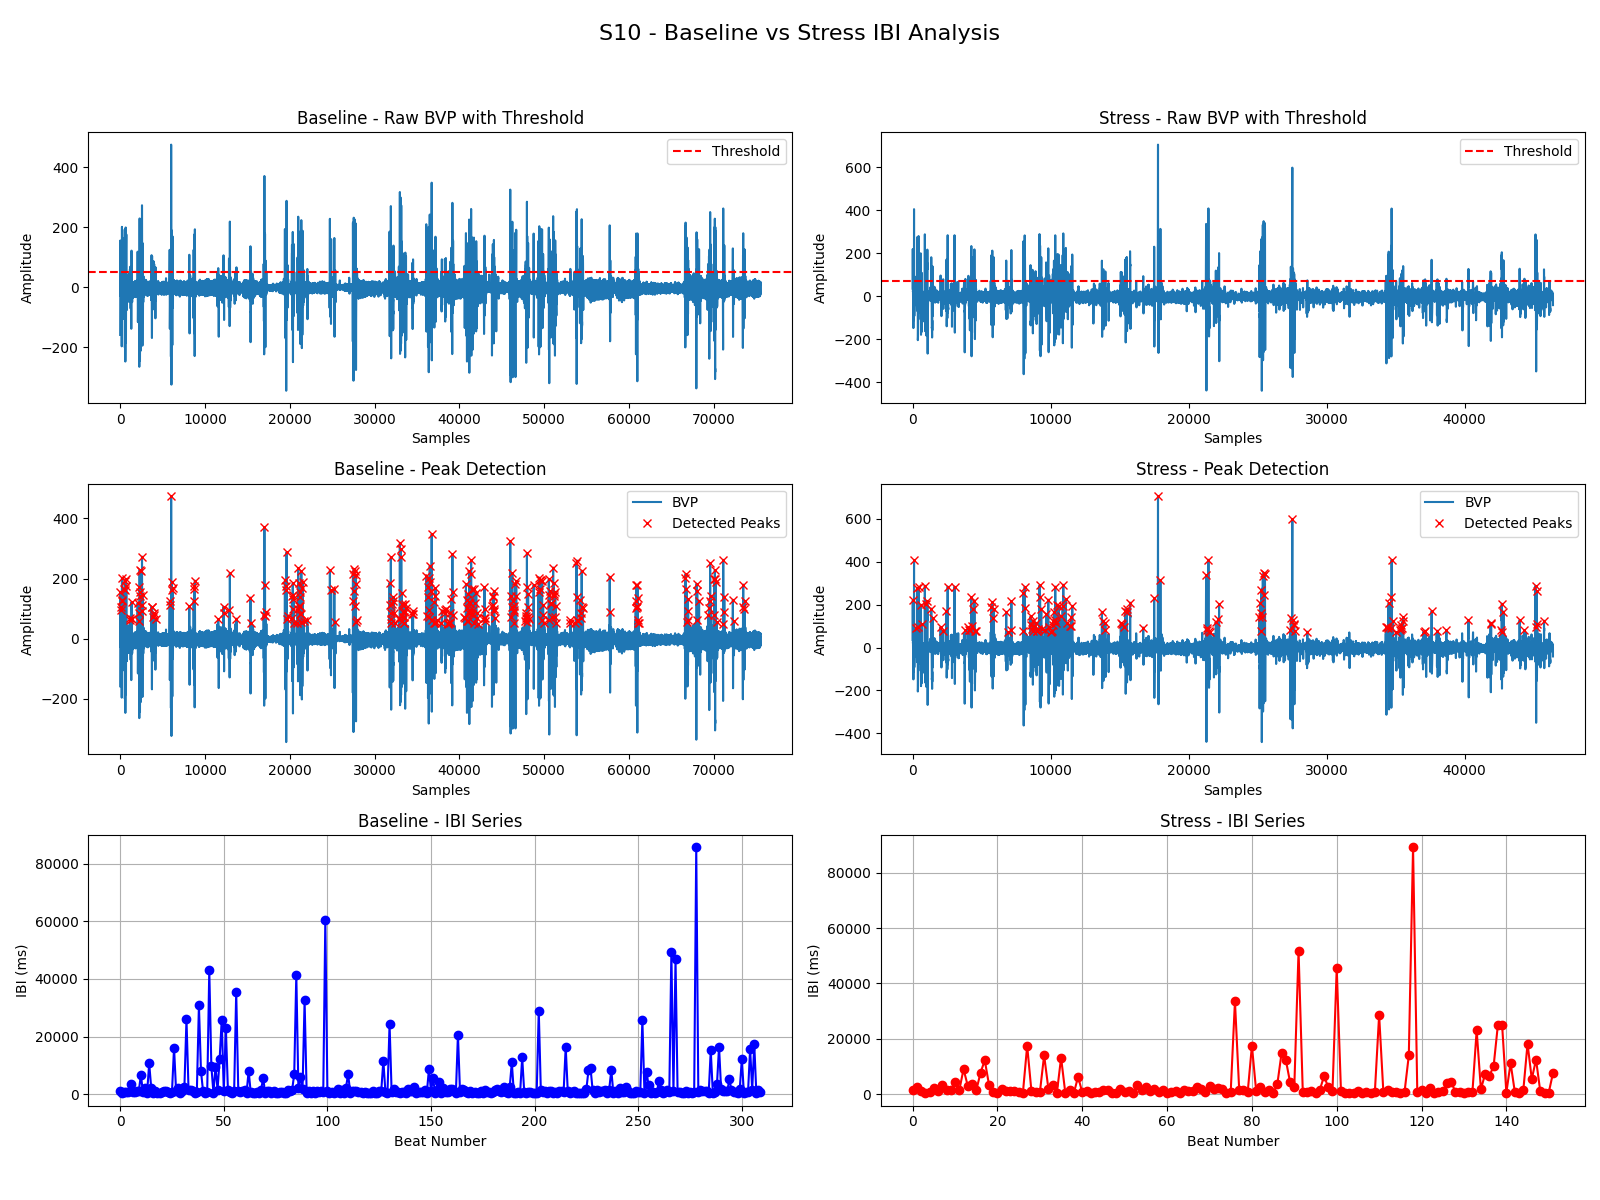 S10 - Baseline vs Stress IBI Analysis
Baseline - Raw BVP with Threshold
Threshold
Amplitude
400
200
0
−200
0 10000 20000 30000 40000 50000 60000 70000
Samples
Stress - Raw BVP with Threshold
Threshold
Amplitude
600
400
200
0
−200
−400
0 10000 20000 30000 40000
Samples
Baseline - Peak Detection
BVP
Detected Peaks
Amplitude
400
200
0
−200
0 10000 20000 30000 40000 50000 60000 70000
Samples
Stress - Peak Detection
BVP
Detected Peaks
Amplitude
600
400
200
0
−200
−400
0 10000 20000 30000 40000
Samples
Baseline - IBI Series
IBI (ms)
80000
60000
40000
20000
0
0 50 100 150 200 250 300
Beat Number
Stress - IBI Series
IBI (ms)
80000
60000
40000
20000
0
0 20 40 60 80 100 120 140
Beat Number